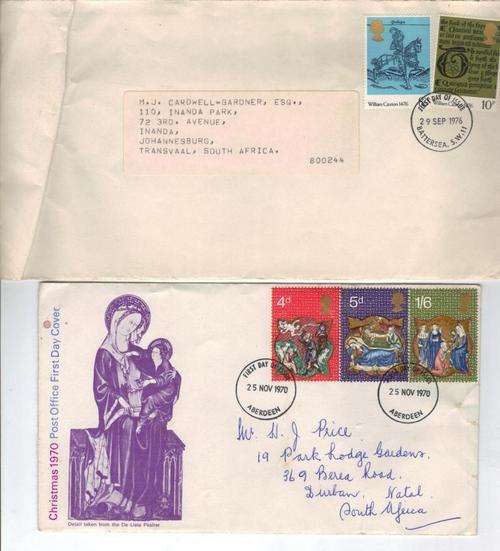 William Caxton 1476
10
FIRST DAY OF ISSUE
29 SEP 1976
BATTERSEA, S.W.11
M.J. CARDWELL-GARDNER, ESQ.,
110, INANDA PARK,
72 3RD. AVENUE,
INANDA,
JOHANNESBURG,
TRANSVAAL, SOUTH AFRICA.
800244
Christmas 1970 Post Office First Day Cover
4d
5d
1/6
FIRST DAY OF ISSUE
25 NOV 1970
ABERDEEN
25 NOV 1970
ABERDEEN
Mr. D. J. Price.
19 Park Lodge Gardens.
369 Berea Road.
Durban, Natal.
South Africa
Detail taken from the De Lisle Psalter